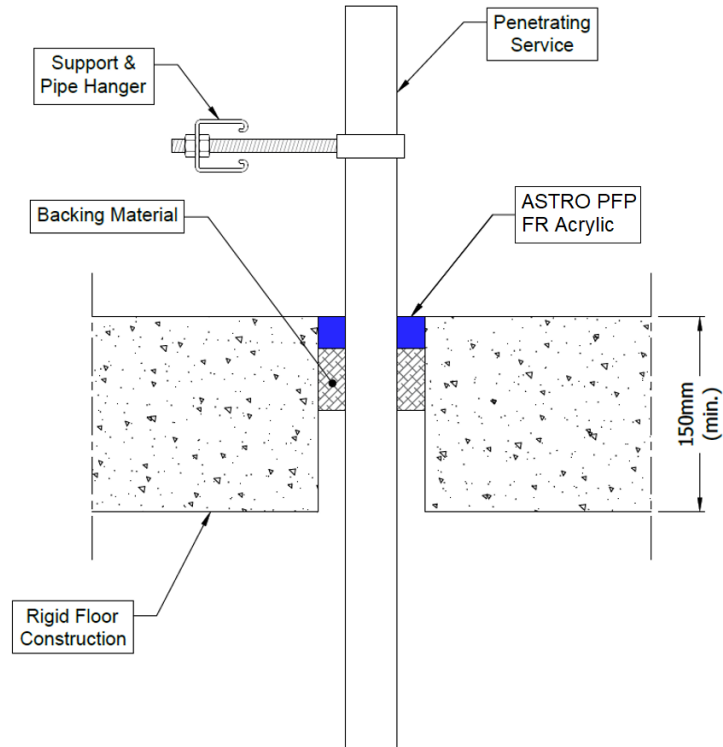 Penetrating
Service
Support &
Pipe Hanger
ASTRO PFP
FR Acrylic
Backing Material
150mm
(min.)
Rigid Floor
Construction